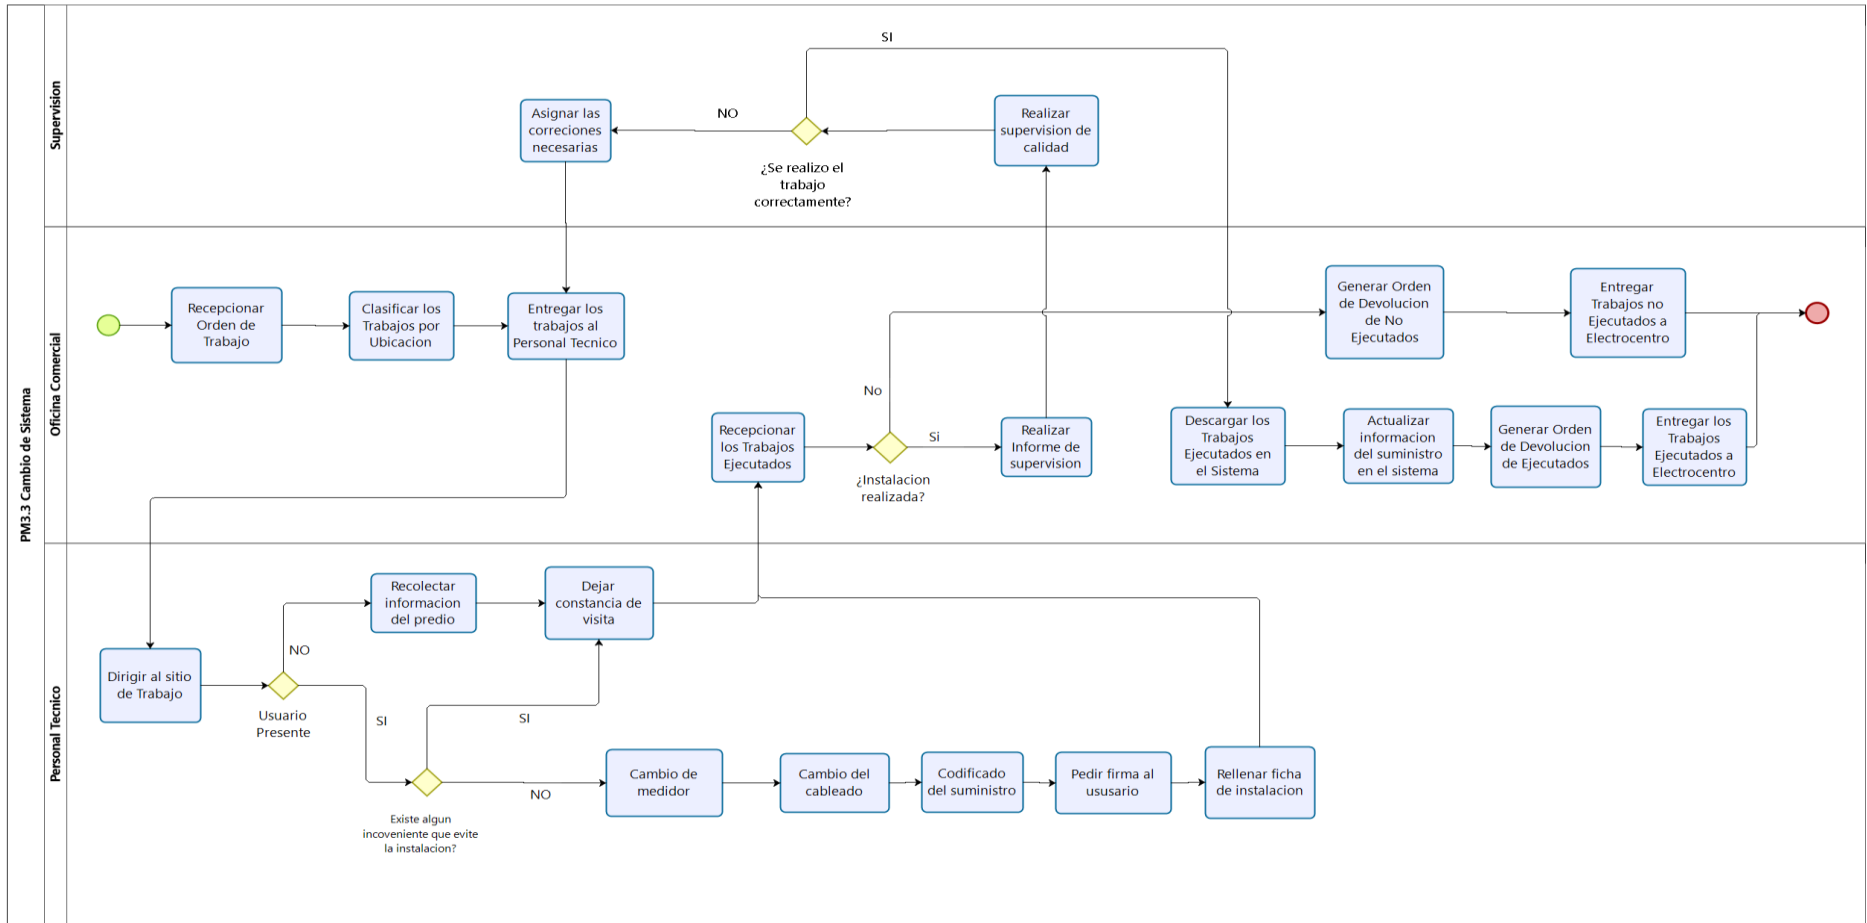 PM3.3 Cambio de Sistema
Supervision
SI
Asignar las
correciones
necesarias
NO
¿Se realizo el
trabajo
correctamente?
Realizar
supervision de
calidad
Oficina Comercial
Recepcionar
Orden de
Trabajo
Clasificar los
Trabajos por
Ubicacion
Entregar los
trabajos al
Personal Tecnico
Recepcionar
los Trabajos
Ejecutados
No
Si
¿Instalacion
realizada?
Realizar
Informe de
supervision
Generar Orden
de Devolucion
de No
Ejecutados
Entregar
Trabajos no
Ejecutados a
Electrocentro
Descargar los
Trabajos
Ejecutados en
el Sistema
Actualizar
informacion
del suministro
en el sistema
Generar Orden
de Devolucion
de Ejecutados
Entregar los
Trabajos
Ejecutados a
Electrocentro
Personal Tecnico
Dirigir al sitio
de Trabajo
NO
Usuario
Presente
SI
Recolectar
informacion
del predio
Dejar
constancia de
visita
SI
NO
Existe algun
incoveniente que evite
la instalacion?
Cambio de
medidor
Cambio del
cableado
Codificado
del suministro
Pedir firma al
ususario
Rellenar ficha
de instalacion